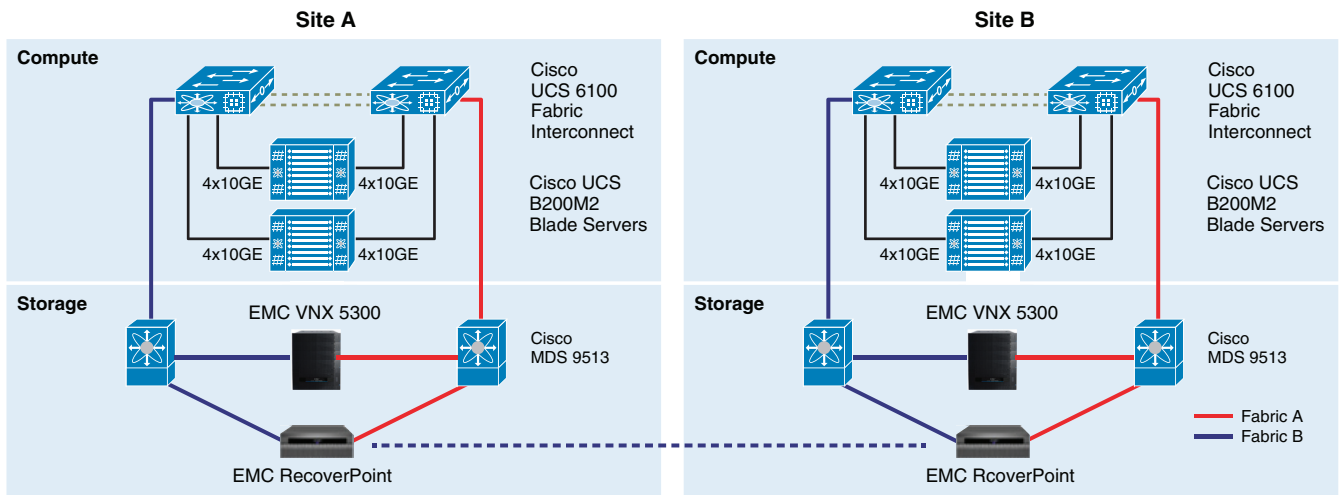 Site A
Compute
Cisco
UCS 6100
Fabric
Interconnect
4x10GE
4x10GE
Cisco UCS
B200M2
Blade Servers
4x10GE
4x10GE
Storage
EMC VNX 5300
Cisco
MDS 9513
EMC RecoverPoint
Site B
Compute
Cisco
UCS 6100
Fabric
Interconnect
4x10GE
4x10GE
Cisco UCS
B200M2
Blade Servers
4x10GE
4x10GE
Storage
EMC VNX 5300
Cisco
MDS 9513
Fabric A
Fabric B
EMC RcoverPoint